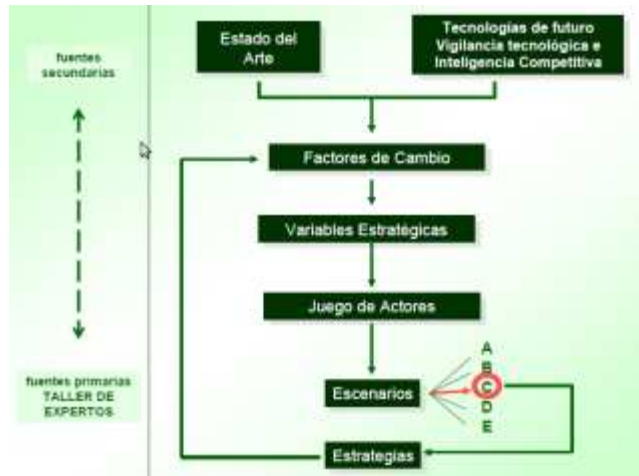 fuentes
secundarias
Estado del
Arte
Tecnologías de futuro
Vigilancia tecnológica e
Inteligencia Competitiva
Factores de Cambio
Variables Estratégicas
Juego de Actores
Escenarios
A
B
C
D
E
Estrategias
fuentes primarias
TALLER DE
EXPERTOS